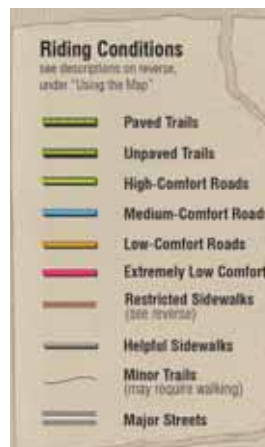 Riding Conditions
see descriptions on reverse,
under "Using the Map"
Paved Trails
Unpaved Trails
High-Comfort Roads
Medium-Comfort Roads
Low-Comfort Roads
Extremely Low Comfort
Restricted Sidewalks
(see reverse)
Helpful Sidewalks
Minor Trails
(may require walking)
Major Streets